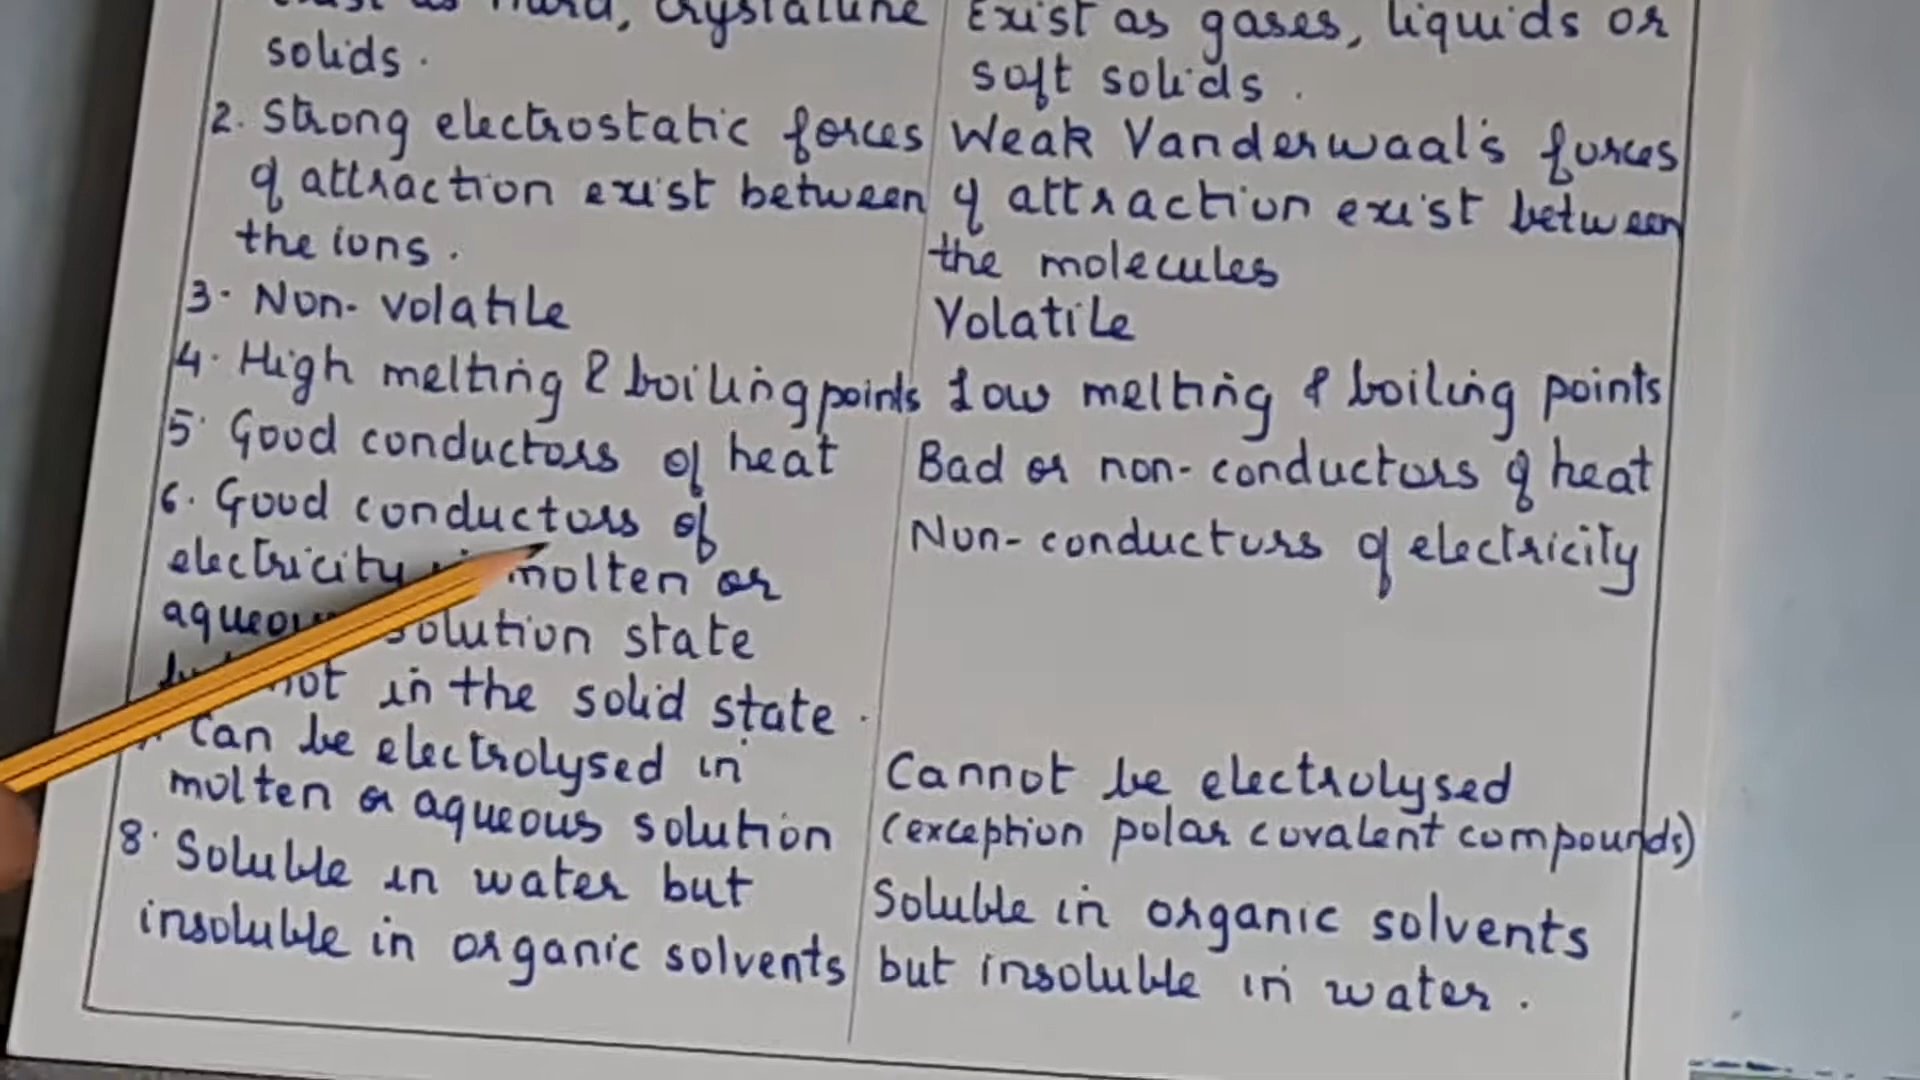 exist as hard, crystalline
solids.
2. Strong electrostatic forces
of attraction exist between
the ions.
3. Non-volatile
4. High melting & boiling points
5. Good conductors of heat
6. Good conductors of
electricity molten or
aqueous solution state
not in the solid state.
Can be electrolysed in
molten or aqueous solution
8. Soluble in water but
insoluble in organic solvents
Exist as gases, liquids or
soft solids.
Weak Vanderwaal's forces
of attraction exist between
the molecules
Volatile
Low melting & boiling points
Bad or non-conductors of heat
Non-conductors of electricity
Cannot be electrolysed
(exception polar covalent compounds)
Soluble in organic solvents
but insoluble in water.